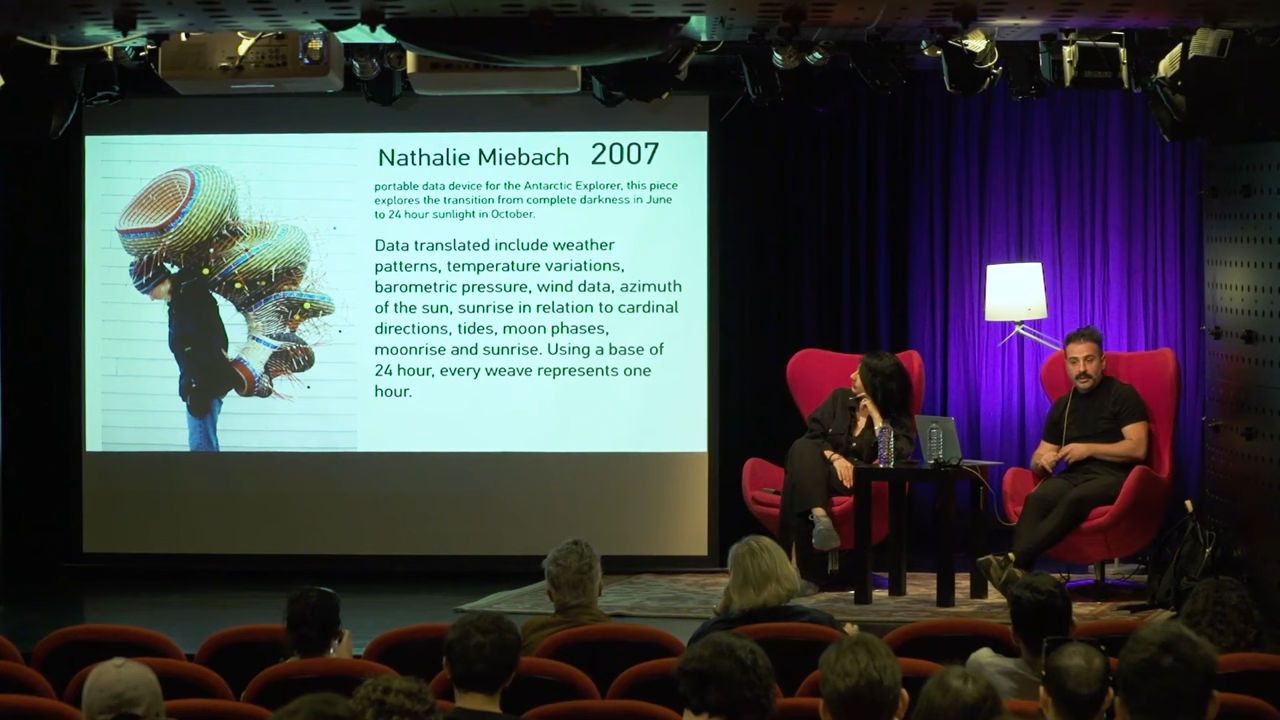 Nathalie Miebach 2007
portable data device for the Antarctic Explorer, this piece
explores the transition from complete darkness in June
to 24 hour sunlight in October.
Data translated include weather
patterns, temperature variations,
barometric pressure, wind data, azimuth
of the sun, sunrise in relation to cardinal
directions, tides, moon phases,
moonrise and sunrise. Using a base of
24 hour, every weave represents one
hour.